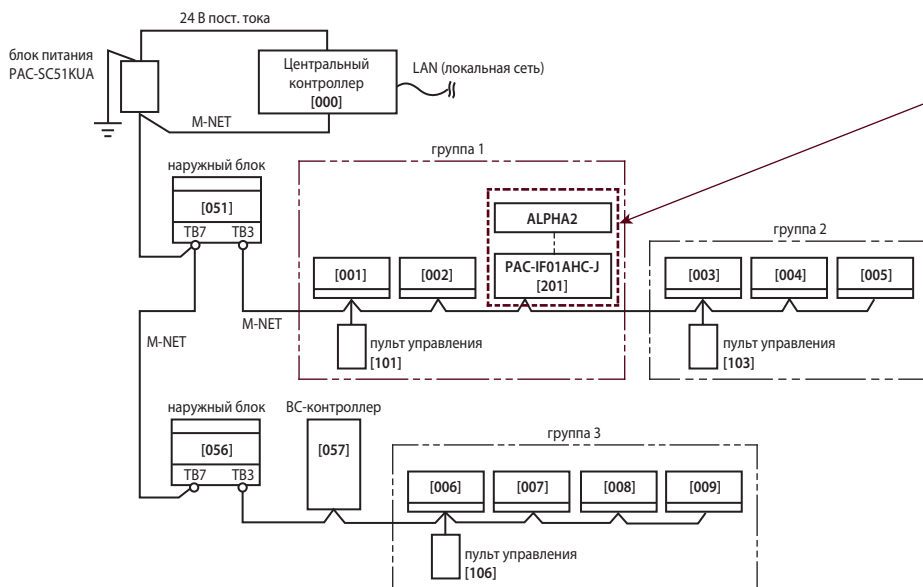 24 В пост. тока
блок питания
PAC-SC51KUA
Центральный
контроллер
[000]
LAN (локальная сеть)
M-NET
группа 1
наружный блок
[051]
TB7
TB3
ALPHA2
PAC-IF01AHC-J
[201]
группа 2
[001]
[002]
[003]
[004]
[005]
M-NET
M-NET
пульт управления
[101]
пульт управления
[103]
наружный блок
[056]
TB7
TB3
ВС-контроллер
[057]
группа 3
[006]
[007]
[008]
[009]
пульт управления
[106]